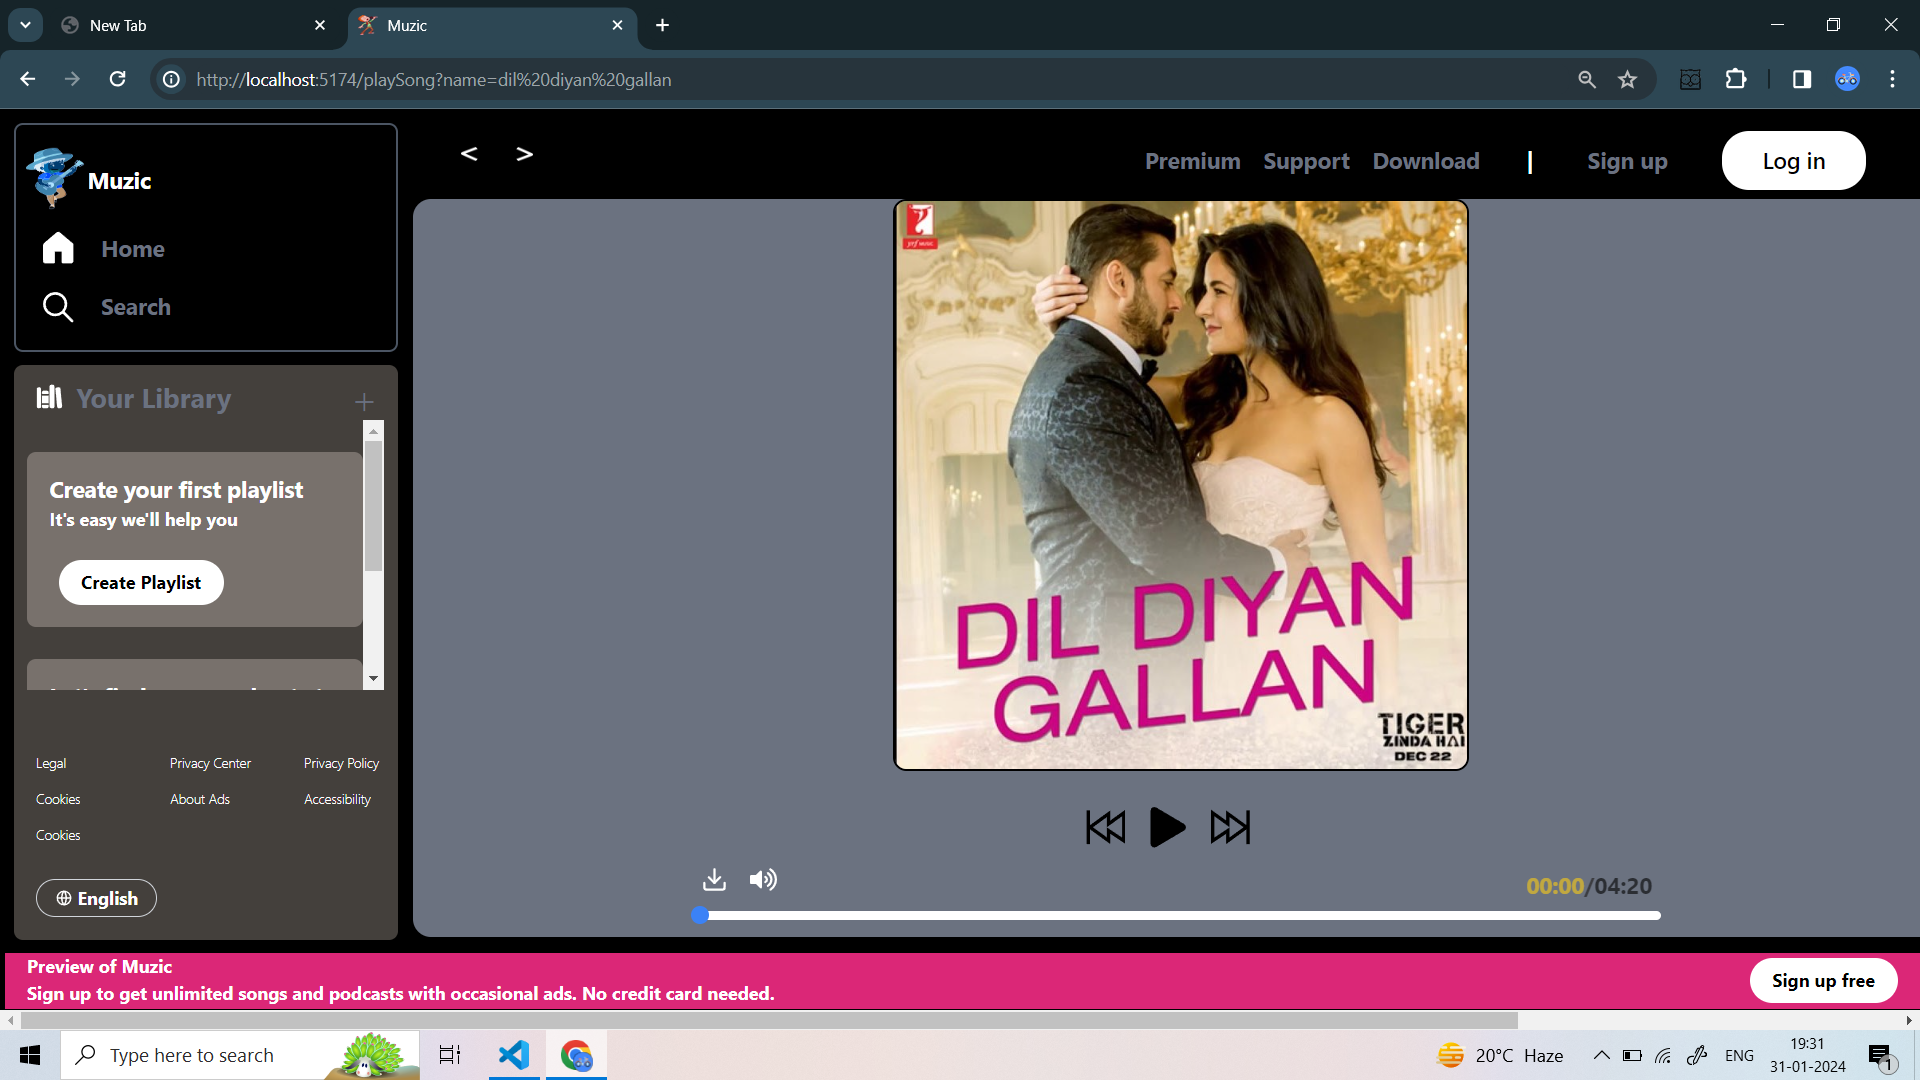 New Tab
Muzic
http://localhost:5174/playSong?name=dil%20diyan%20gallan
Muzic
Home
Search
< >
Premium Support Download | Sign up Log in
Your Library
Create your first playlist
It's easy we'll help you
Create Playlist
Legal Privacy Center Privacy Policy
Cookies About Ads Accessibility
Cookies
English
yrf music
DIL DIYAN
GALLAN
TIGER
ZINDA HAI
DEC 22
00:00/04:20
Preview of Muzic
Sign up to get unlimited songs and podcasts with occasional ads. No credit card needed.
Sign up free
Type here to search
20°C Haze
ENG
19:31
31-01-2024
1